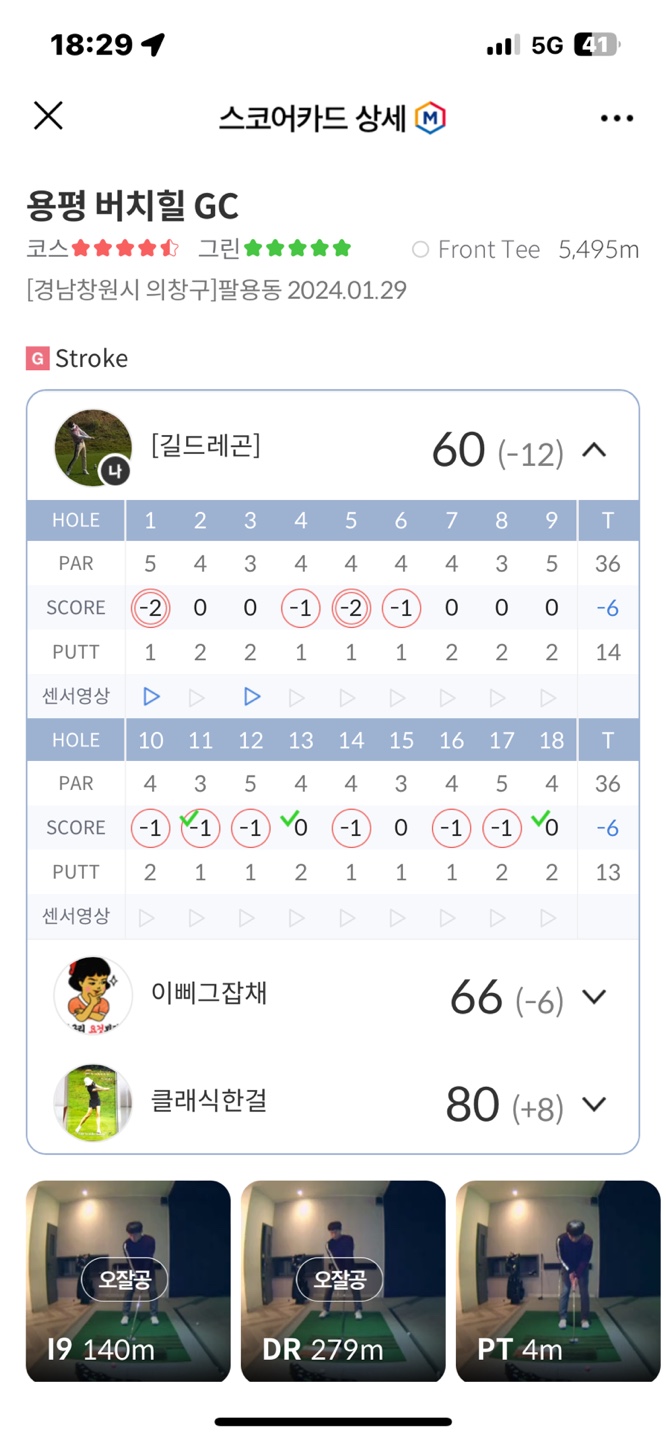 18:29 5G 41
스코어카드 상세 M
용평 버치힐 GC
코스 그린 Front Tee 5,495m
[경남창원시 의창구]팔용동 2024.01.29
G Stroke
나 [길드레곤] 60 (-12)
HOLE 1 2 3 4 5 6 7 8 9 T
PAR 5 4 3 4 4 4 4 3 5 36
SCORE -2 0 0 -1 -2 -1 0 0 0 -6
PUTT 1 2 2 1 1 1 2 2 2 14
센서영상
HOLE 10 11 12 13 14 15 16 17 18 T
PAR 4 3 5 4 4 3 4 5 4 36
SCORE -1 -1 -1 0 -1 0 -1 -1 0 -6
PUTT 2 1 1 2 1 1 1 2 2 13
센서영상
이삐그잡채 66 (-6)
클래식한걸 80 (+8)
오잘공 오잘공
I9 140m DR 279m PT 4m